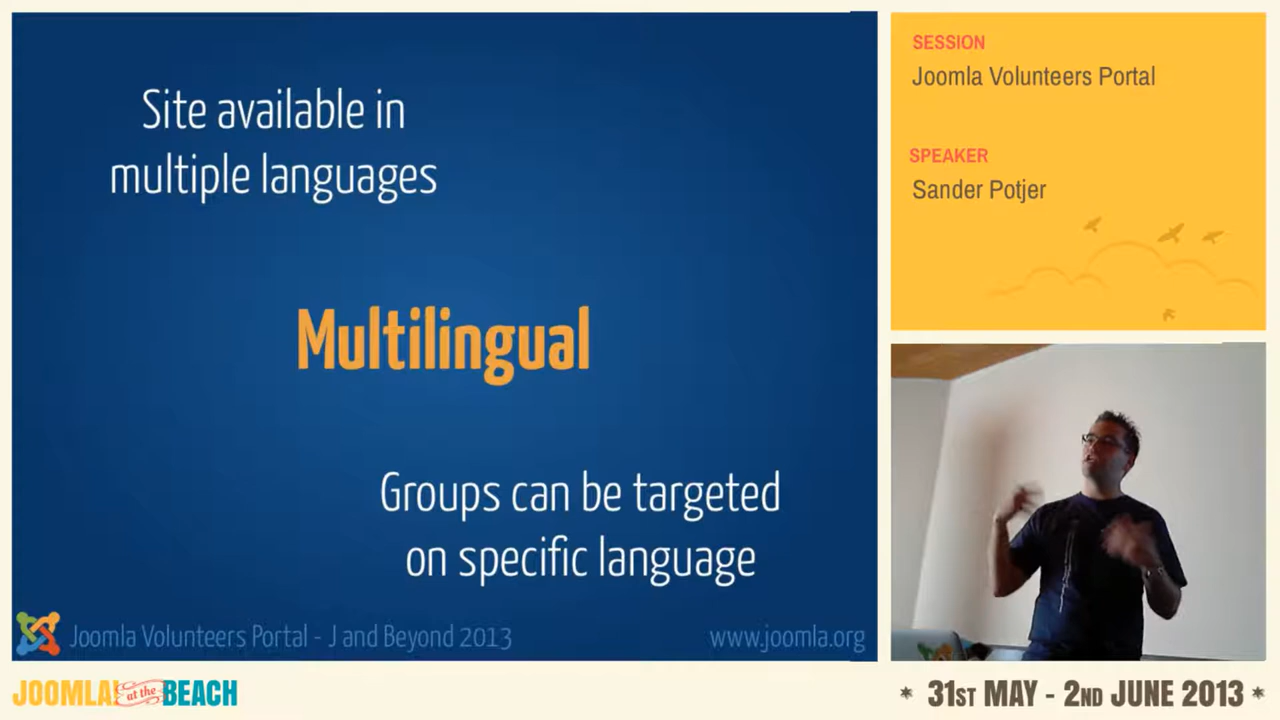 Site available in
multiple languages
Multilingual
Groups can be targeted
on specific language
Joomla Volunteers Portal - J and Beyond 2013
www.joomla.org
SESSION
Joomla Volunteers Portal
SPEAKER
Sander Potjer
JOOMLA! at the BEACH
* 31ST MAY - 2ND JUNE 2013 *